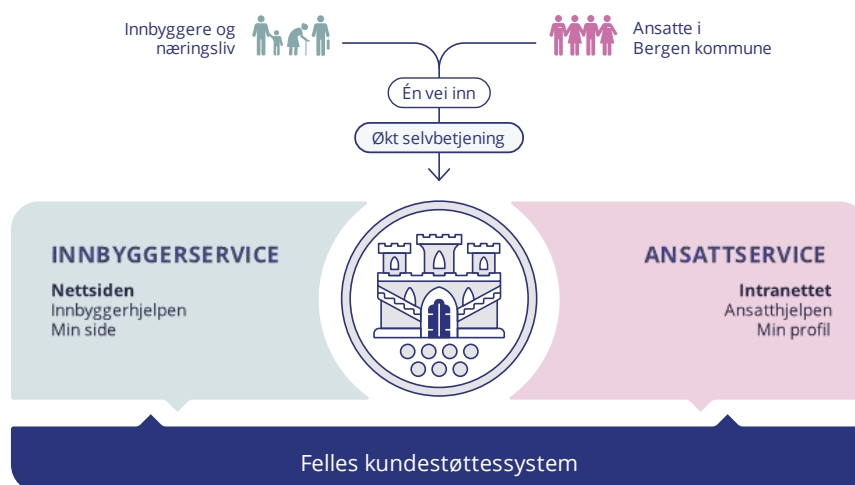 Innbyggere og
næringsliv
Ansatte i
Bergen kommune
Én vei inn
Økt selvbetjening
INNBYGGERSERVICE
Nettsiden
Innbyggerhjelpen
Min side
ANSATTSERVICE
Intranettet
Ansatthjelpen
Min profil
Felles kundestøttessystem